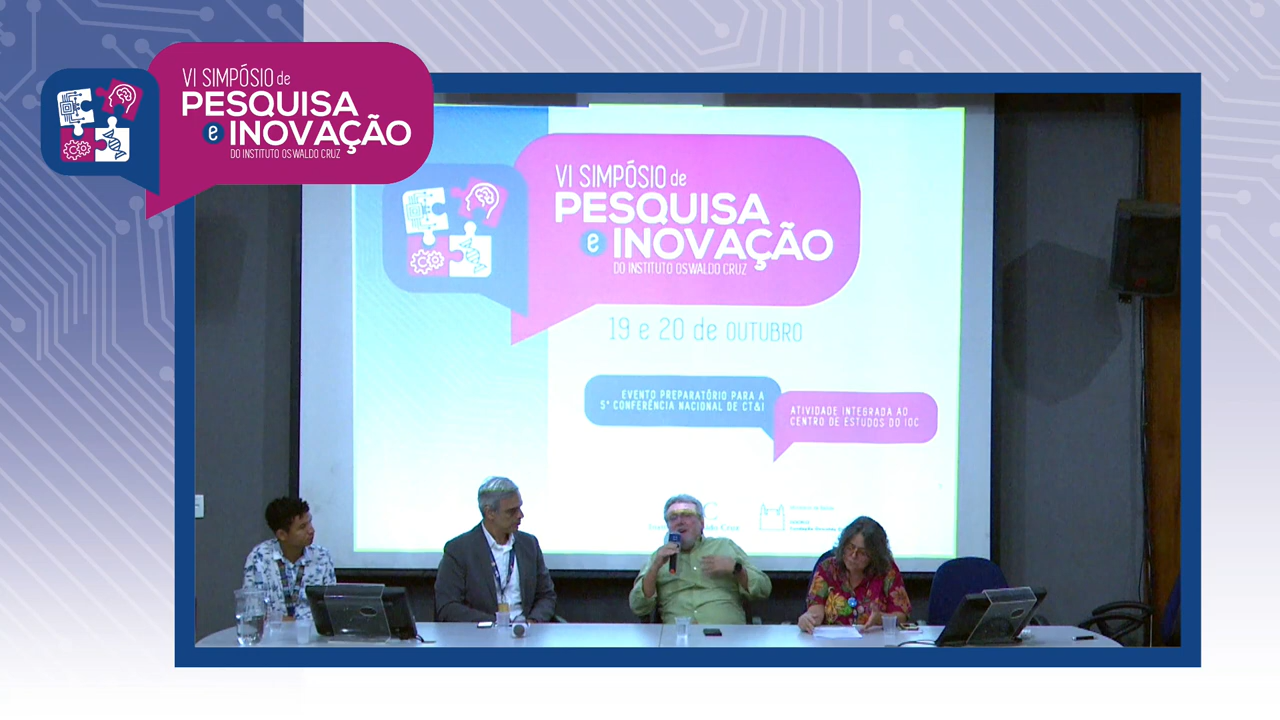 VI SIMPÓSIO de
PESQUISA
e INOVAÇÃO
DO INSTITUTO OSWALDO CRUZ
VI SIMPÓSIO de
PESQUISA
e INOVAÇÃO
DO INSTITUTO OSWALDO CRUZ
19 e 20 de OUTUBRO
EVENTO PREPARATÓRIO PARA A
5ª CONFERÊNCIA NACIONAL DE CT&I
ATIVIDADE INTEGRADA AO
CENTRO DE ESTUDOS DO IOC